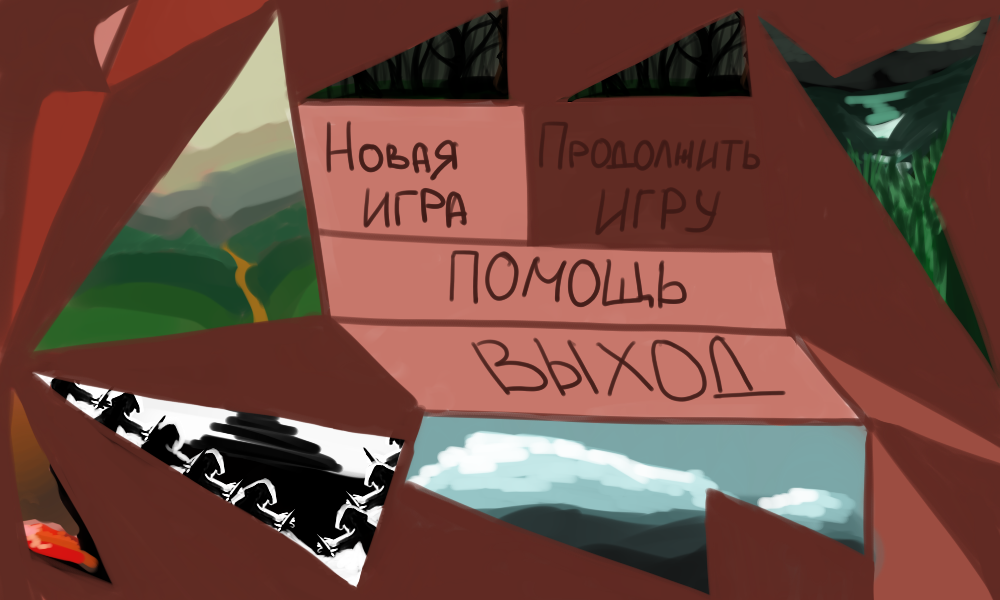 Новая
игра
Продолжить
игру
помощь
выход